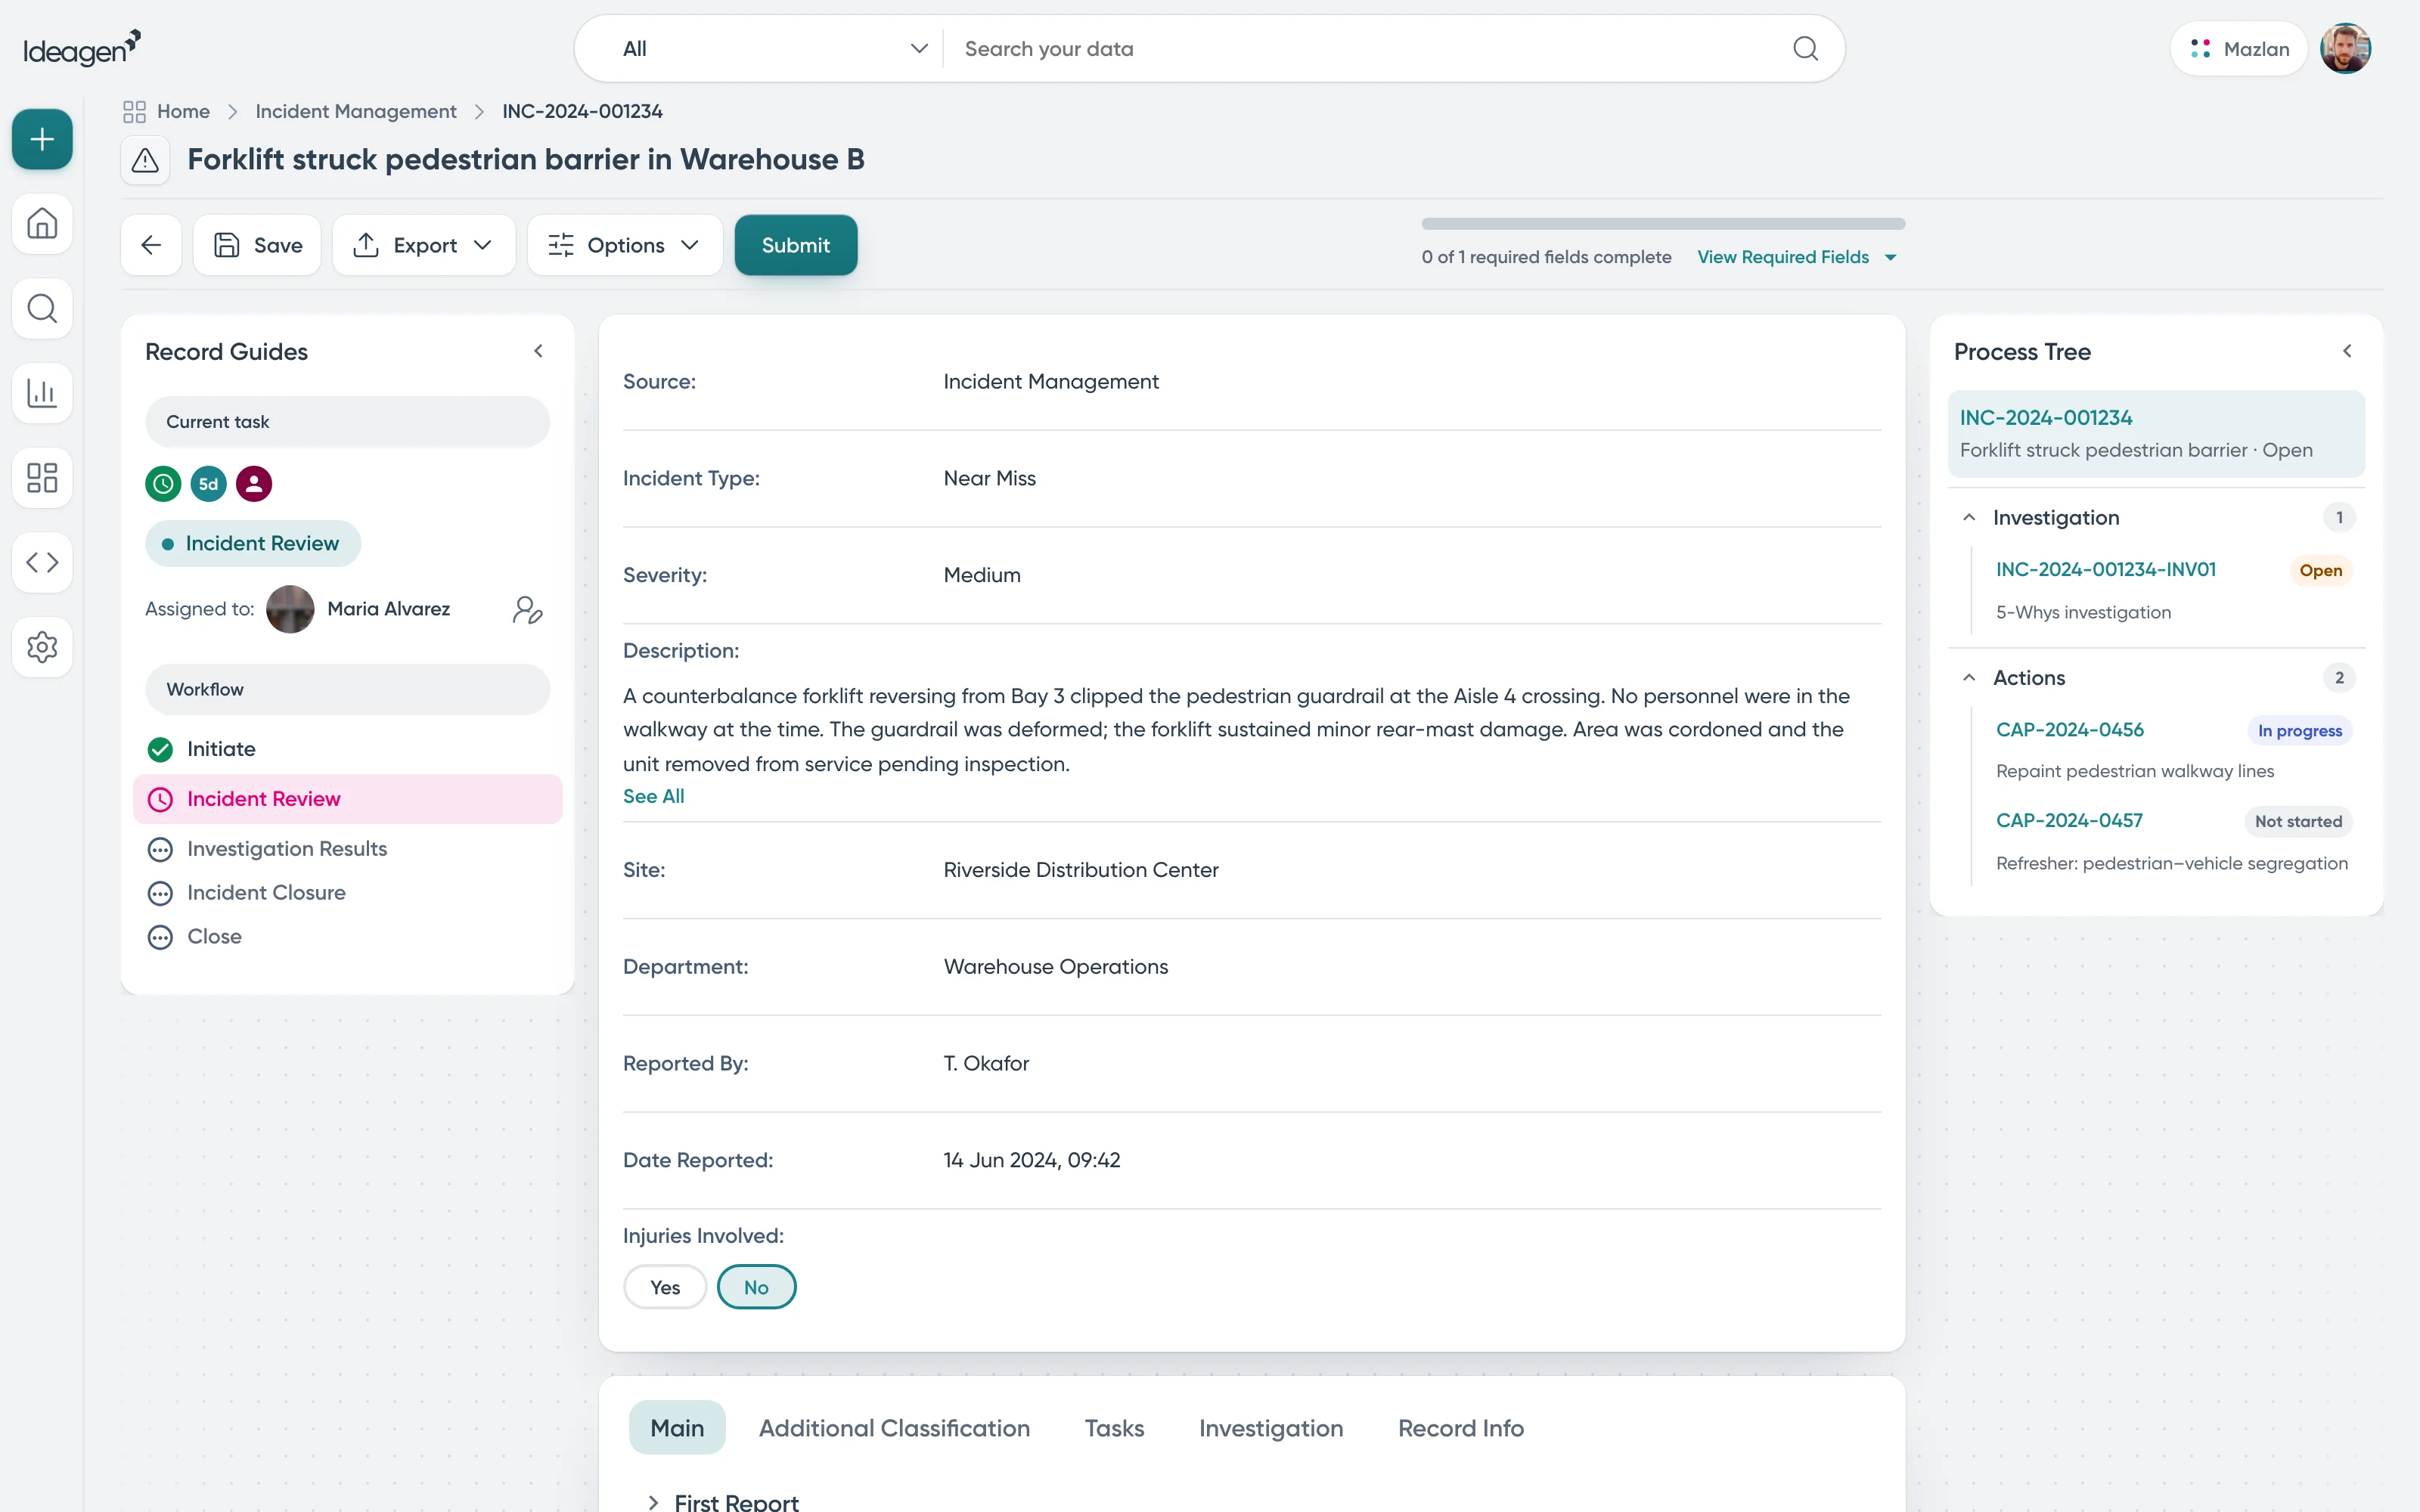 Ideagen
All
Search your data
Mazlan
Home
Incident Management
INC-2024-001234
Forklift struck pedestrian barrier in Warehouse B
Save
Export
Options
Submit
0 of 1 required fields complete
View Required Fields
Record Guides
Current task
5d
Incident Review
Assigned to:
Maria Alvarez
Workflow
Initiate
Incident Review
Investigation Results
Incident Closure
Close
Source:
Incident Management
Incident Type:
Near Miss
Severity:
Medium
Description:
A counterbalance forklift reversing from Bay 3 clipped the pedestrian guardrail at the Aisle 4 crossing. No personnel were in the
walkway at the time. The guardrail was deformed; the forklift sustained minor rear-mast damage. Area was cordoned and the
unit removed from service pending inspection.
See All
Site:
Riverside Distribution Center
Department:
Warehouse Operations
Reported By:
T. Okafor
Date Reported:
14 Jun 2024, 09:42
Injuries Involved:
Yes
No
Main
Additional Classification
Tasks
Investigation
Record Info
First Report
Process Tree
INC-2024-001234
Forklift struck pedestrian barrier · Open
Investigation
1
INC-2024-001234-INV01
Open
5-Whys investigation
Actions
2
CAP-2024-0456
In progress
Repaint pedestrian walkway lines
CAP-2024-0457
Not started
Refresher: pedestrian–vehicle segregation